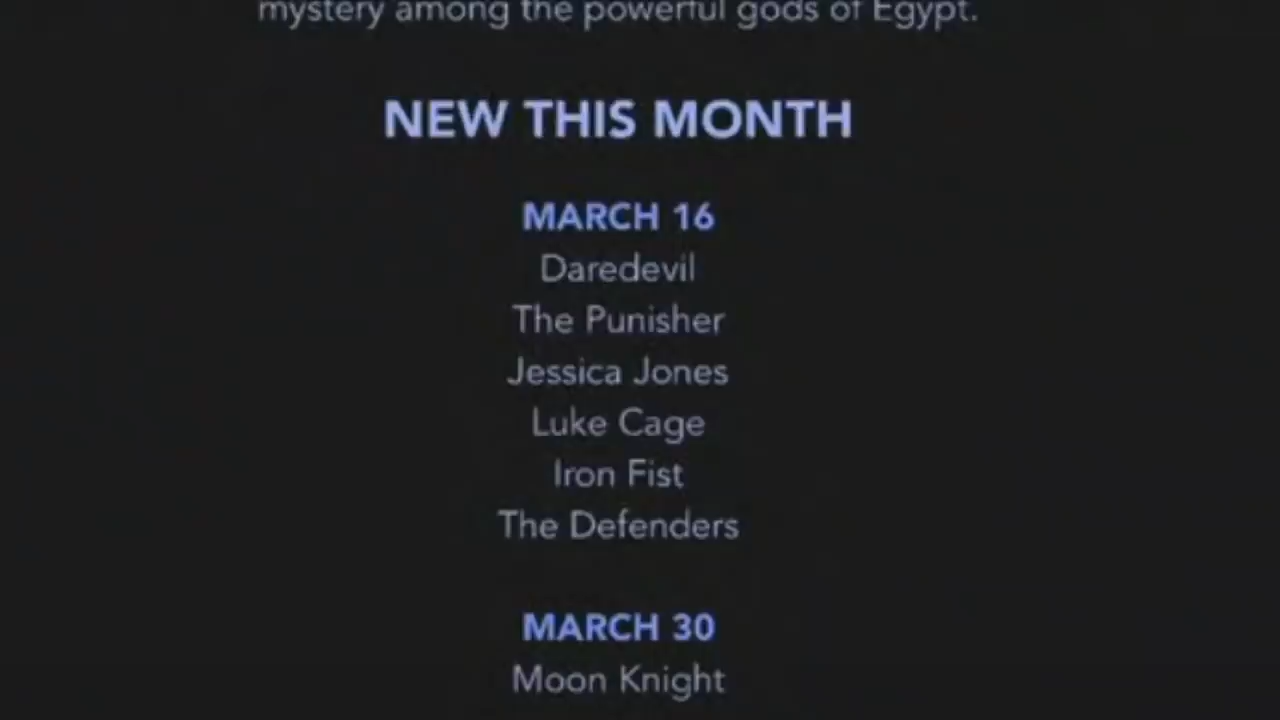 mystery among the powerful gods of Egypt.
NEW THIS MONTH
MARCH 16
Daredevil
The Punisher
Jessica Jones
Luke Cage
Iron Fist
The Defenders
MARCH 30
Moon Knight